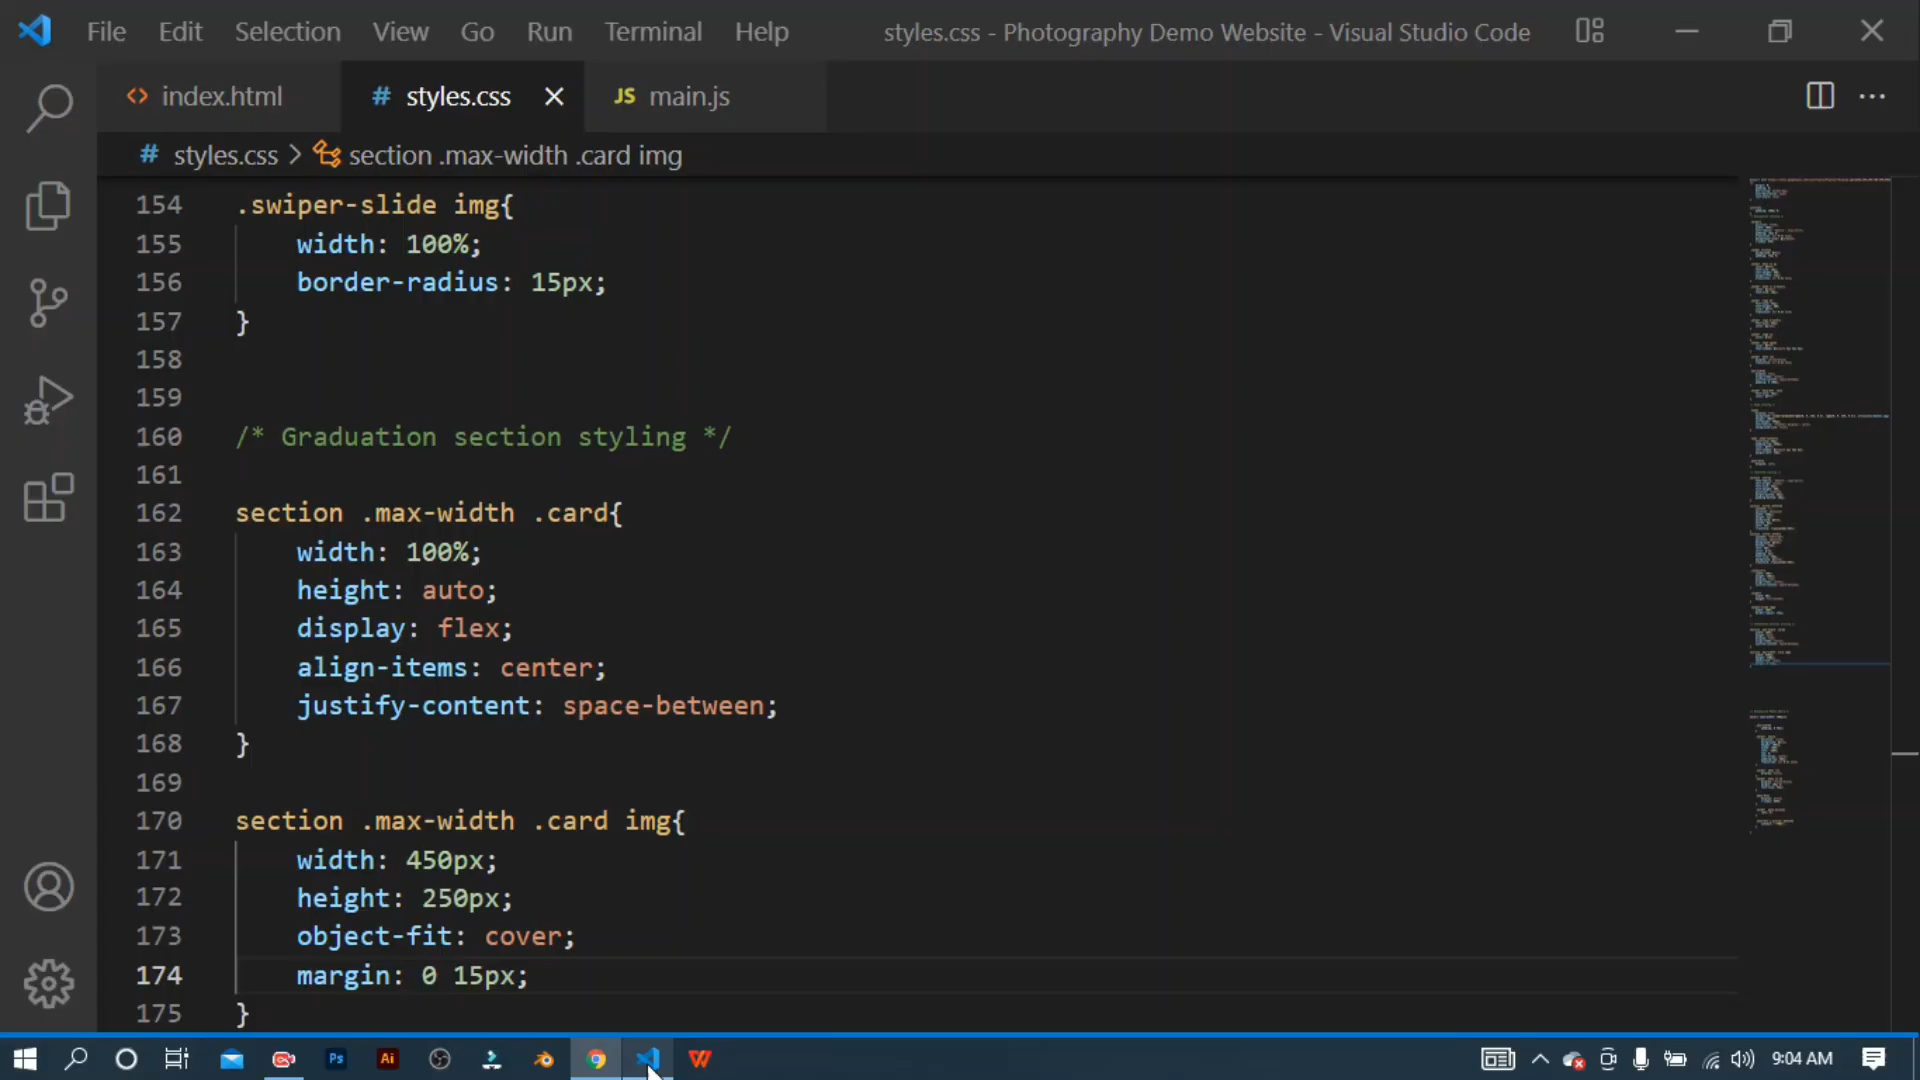 File Edit Selection View Go Run Terminal Help styles.css - Photography Demo Website - Visual Studio Code
<> index.html # styles.css JS main.js
# styles.css > section .max-width .card img
154 .swiper-slide img{
155 width: 100%;
156 border-radius: 15px;
157 }
158
159
160 /* Graduation section styling */
161
162 section .max-width .card{
163 width: 100%;
164 height: auto;
165 display: flex;
166 align-items: center;
167 justify-content: space-between;
168 }
169
170 section .max-width .card img{
171 width: 450px;
172 height: 250px;
173 object-fit: cover;
174 margin: 0 15px;
175 }
Ps Ai W 9:04 AM